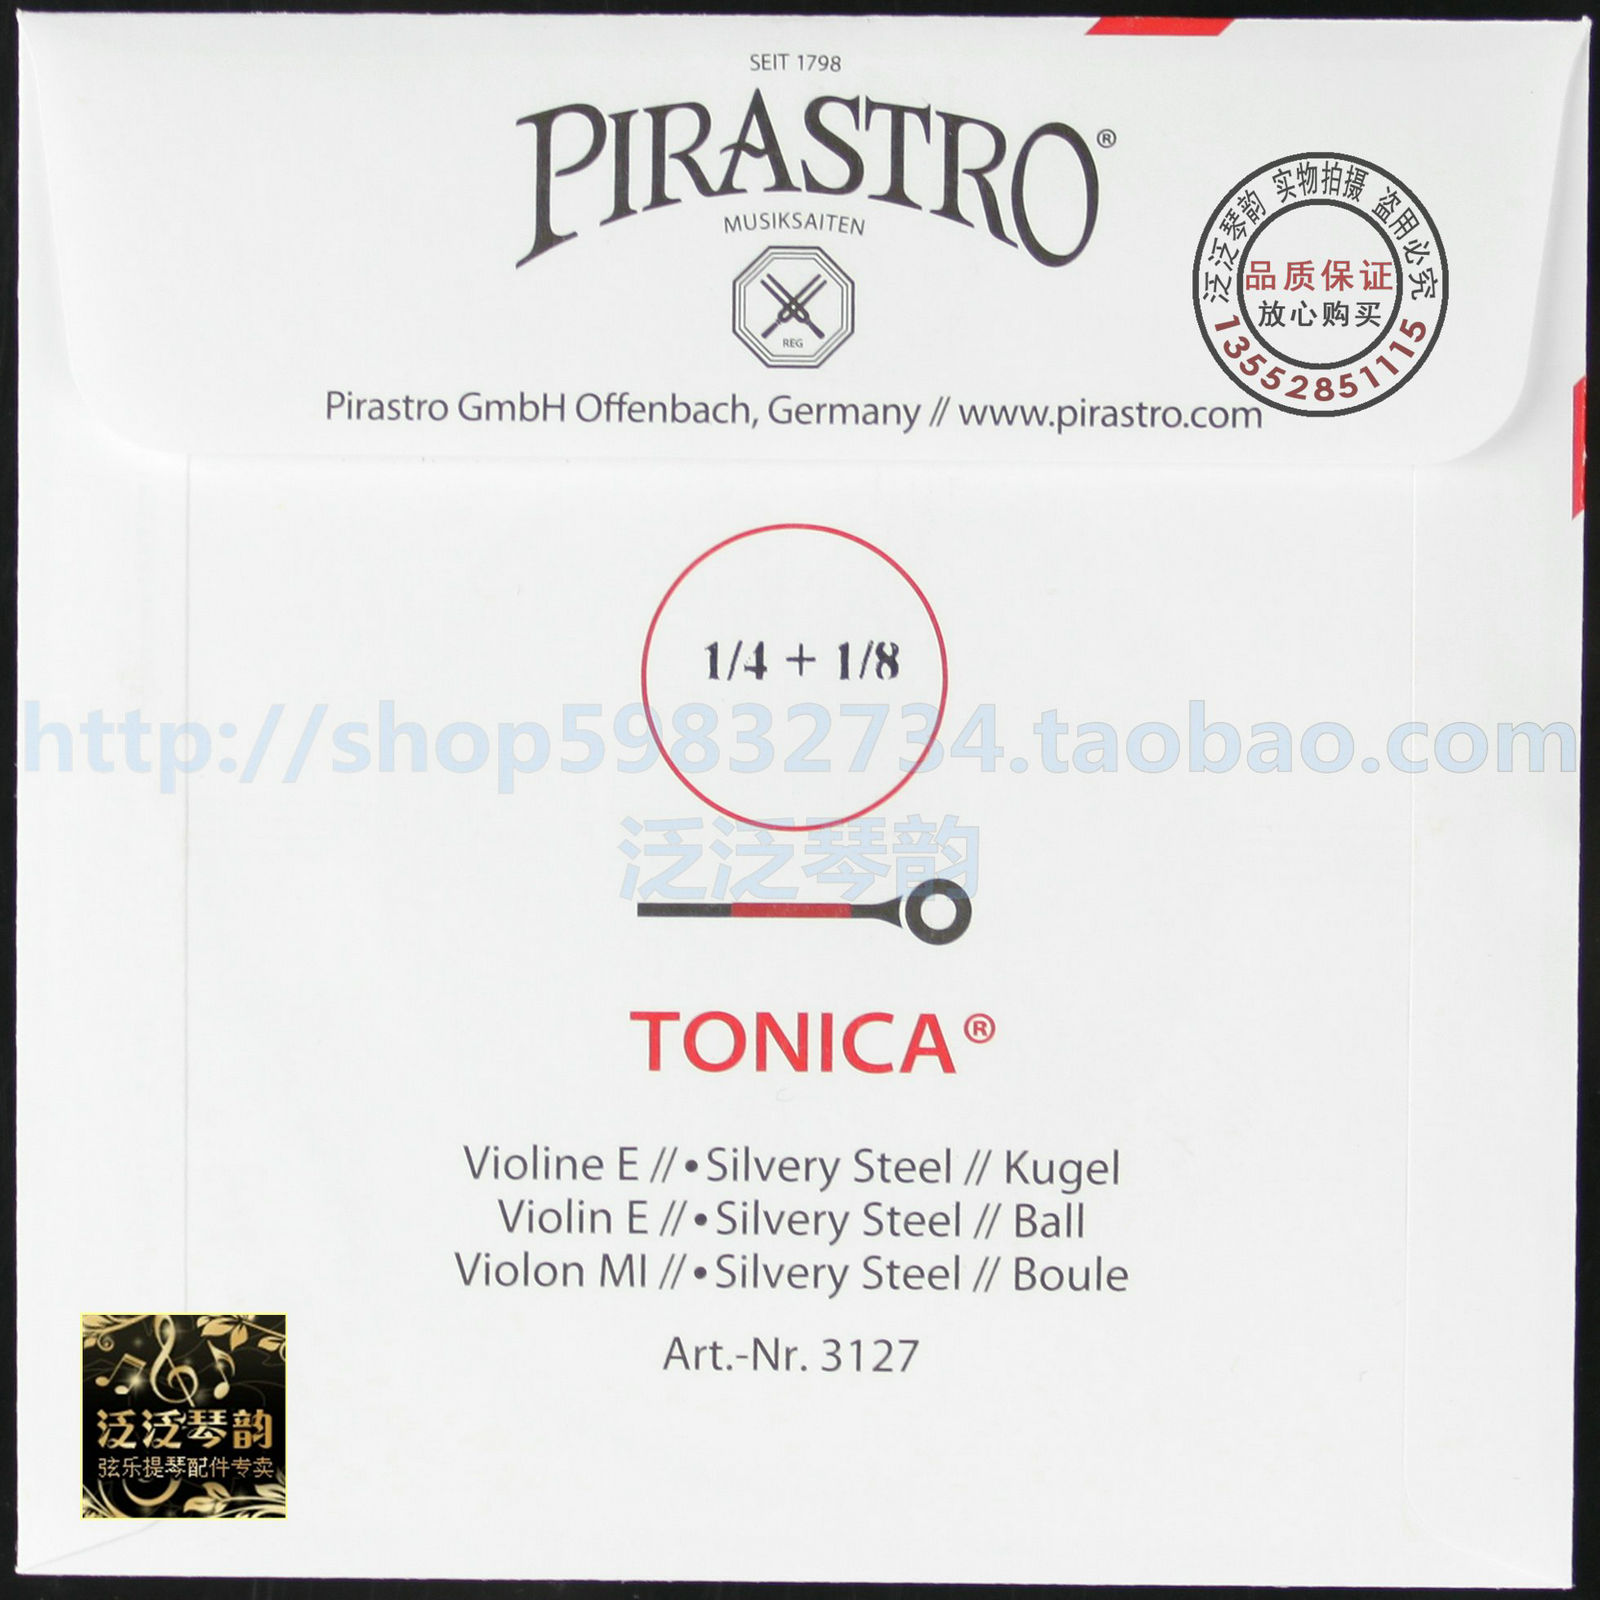 SEIT 1798
PIRASTRO®
MUSIKSAITEN
REG
Pirastro GmbH Offenbach, Germany // www.pirastro.com
泛泛琴韵 实物拍摄 盗用必究
品质保证
放心购买
13552851115
1/4 + 1/8
http://shop59832734.taobao.com
泛泛琴韵
TONICA®
Violine E //•Silvery Steel // Kugel
Violin E //•Silvery Steel // Ball
Violon MI //•Silvery Steel // Boule
Art.-Nr. 3127
泛泛琴韵
弦乐提琴配件专卖